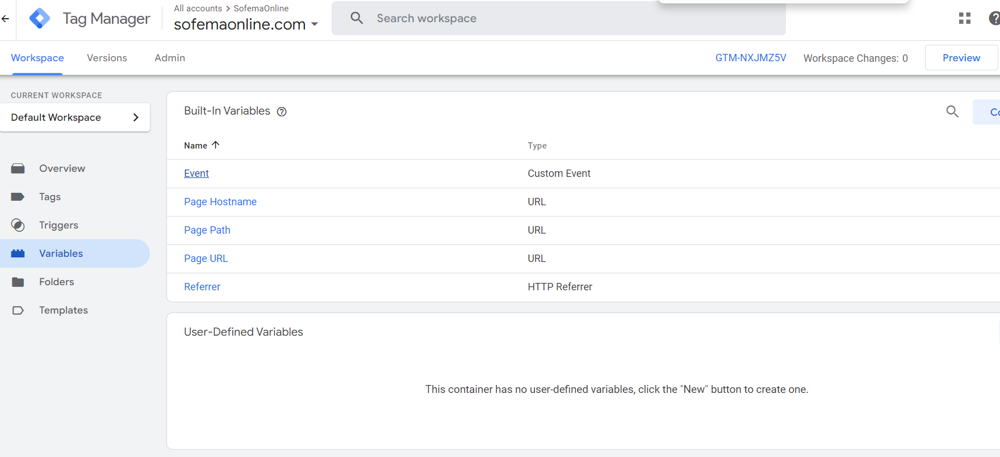 Tag Manager
All accounts > SofemaOnline
sofemaonline.com
Search workspace
Workspace Versions Admin
GTM-NXJMZ5V Workspace Changes: 0 Preview
CURRENT WORKSPACE
Default Workspace
Overview
Tags
Triggers
Variables
Folders
Templates
Built-In Variables
Co
Name Type
Event Custom Event
Page Hostname URL
Page Path URL
Page URL URL
Referrer HTTP Referrer
User-Defined Variables
This container has no user-defined variables, click the "New" button to create one.